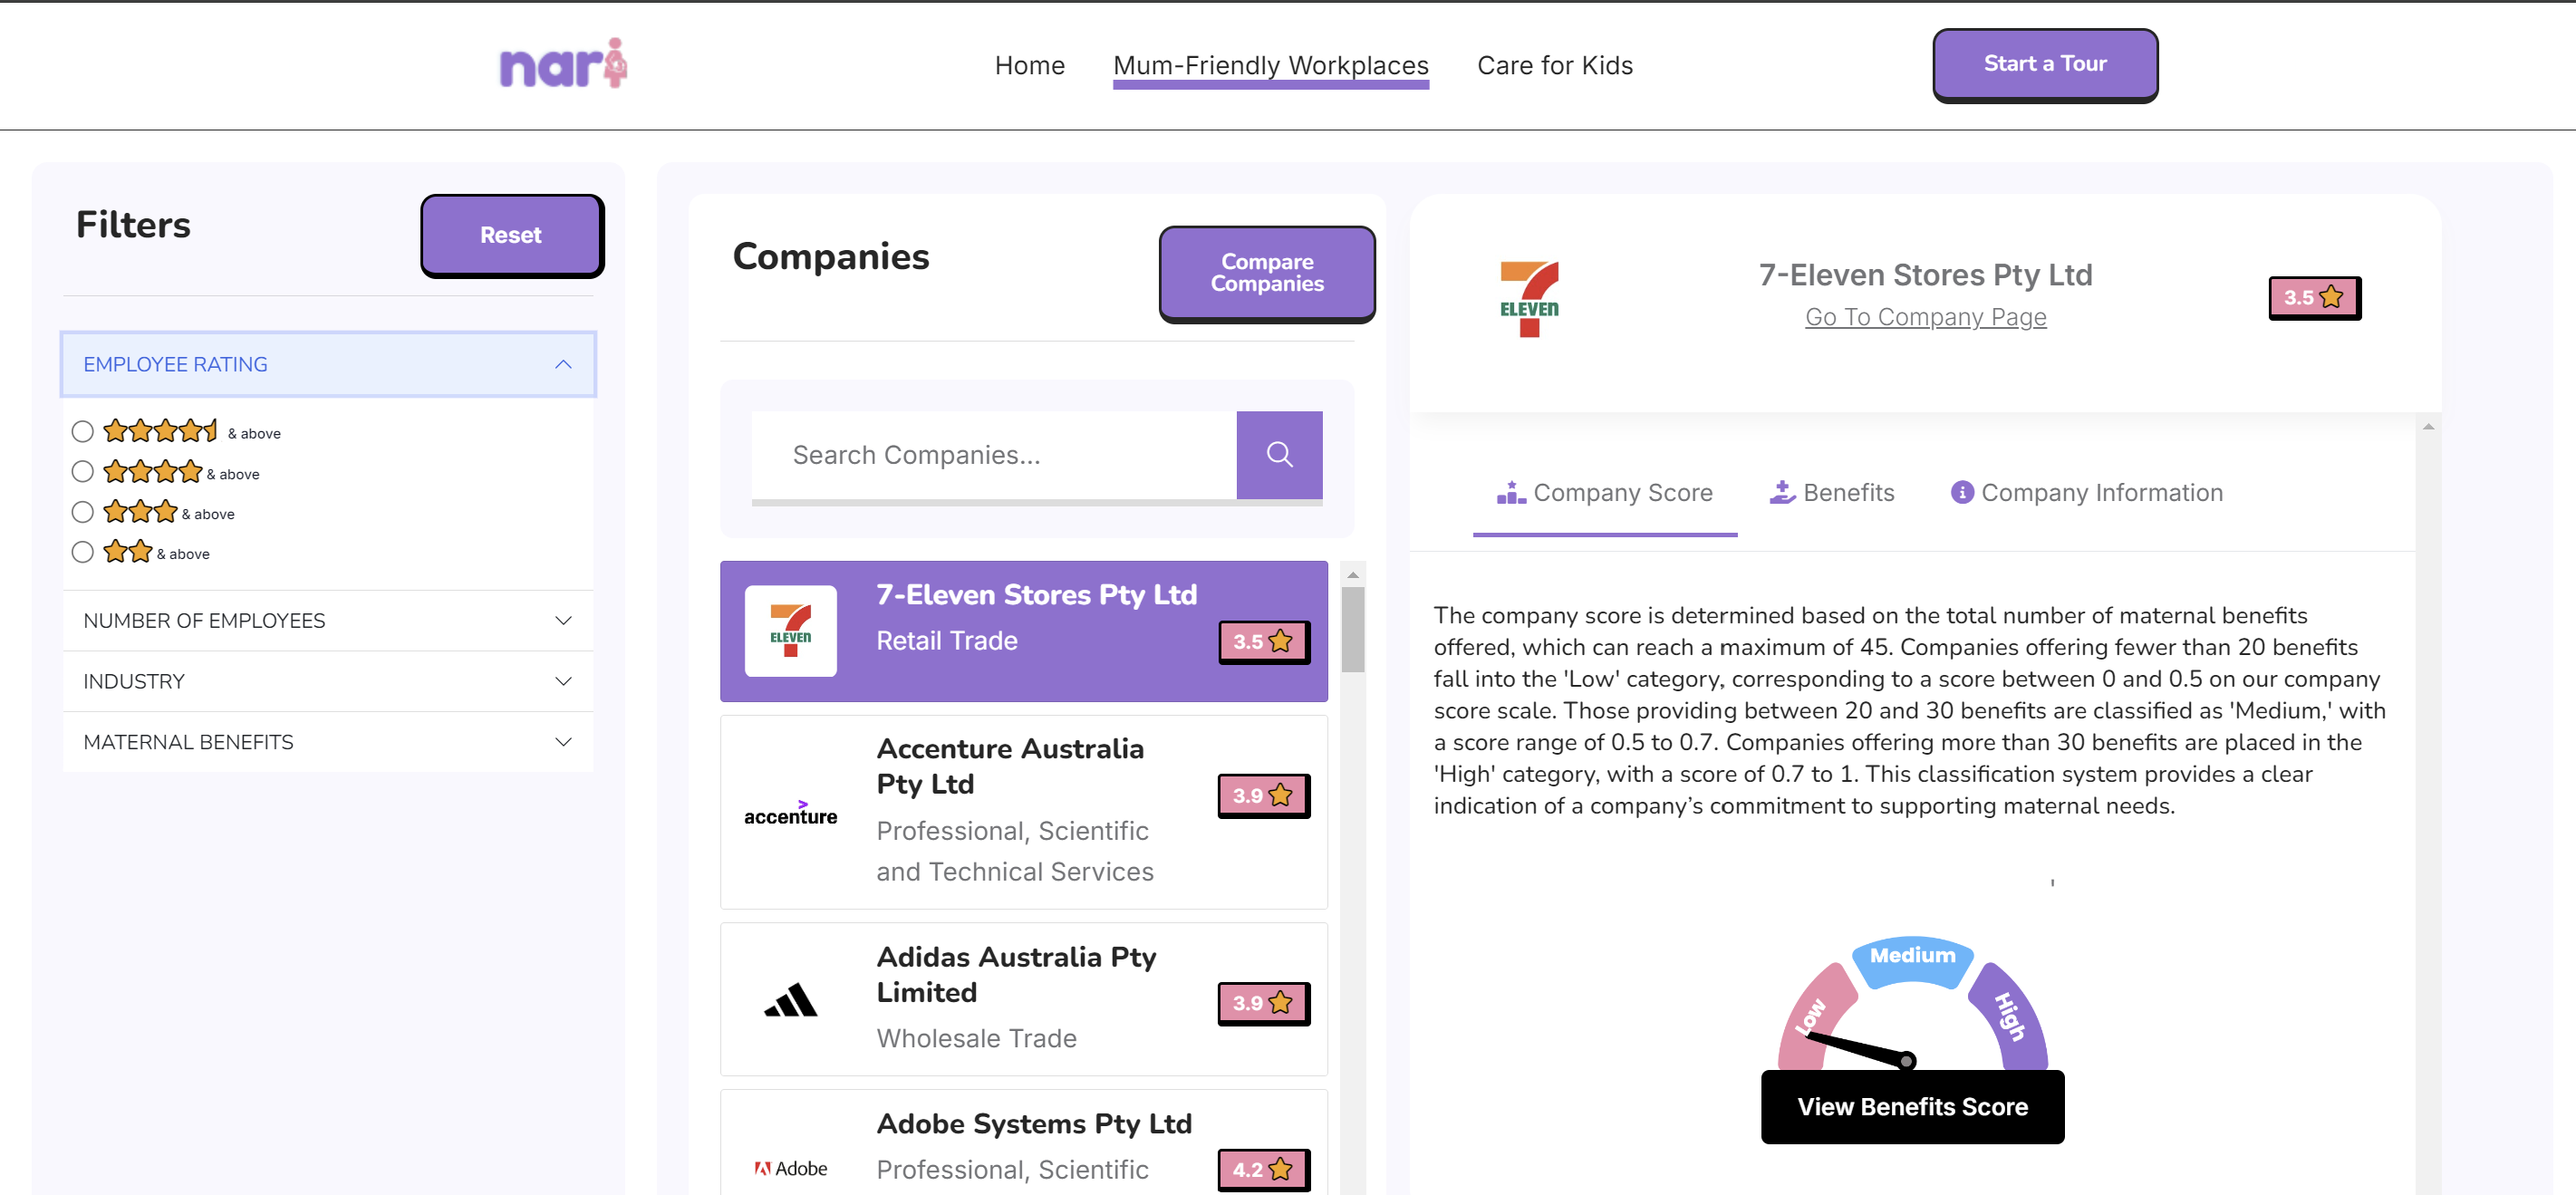 nari
Home
Mum-Friendly Workplaces
Care for Kids
Start a Tour
Filters
Reset
EMPLOYEE RATING
& above
& above
& above
& above
NUMBER OF EMPLOYEES
INDUSTRY
MATERNAL BENEFITS
Companies
Compare
Companies
Search Companies...
7
ELEVEN
7-Eleven Stores Pty Ltd
Retail Trade
3.5
accenture
Accenture Australia
Pty Ltd
Professional, Scientific
and Technical Services
3.9
Adidas Australia Pty
Limited
Wholesale Trade
3.9
Adobe
Adobe Systems Pty Ltd
Professional, Scientific
4.2
7
ELEVEN
7-Eleven Stores Pty Ltd
Go To Company Page
3.5
Company Score
Benefits
Company Information
The company score is determined based on the total number of maternal benefits
offered, which can reach a maximum of 45. Companies offering fewer than 20 benefits
fall into the 'Low' category, corresponding to a score between 0 and 0.5 on our company
score scale. Those providing between 20 and 30 benefits are classified as 'Medium,' with
a score range of 0.5 to 0.7. Companies offering more than 30 benefits are placed in the
'High' category, with a score of 0.7 to 1. This classification system provides a clear
indication of a company’s commitment to supporting maternal needs.
'
Low
Medium
High
View Benefits Score